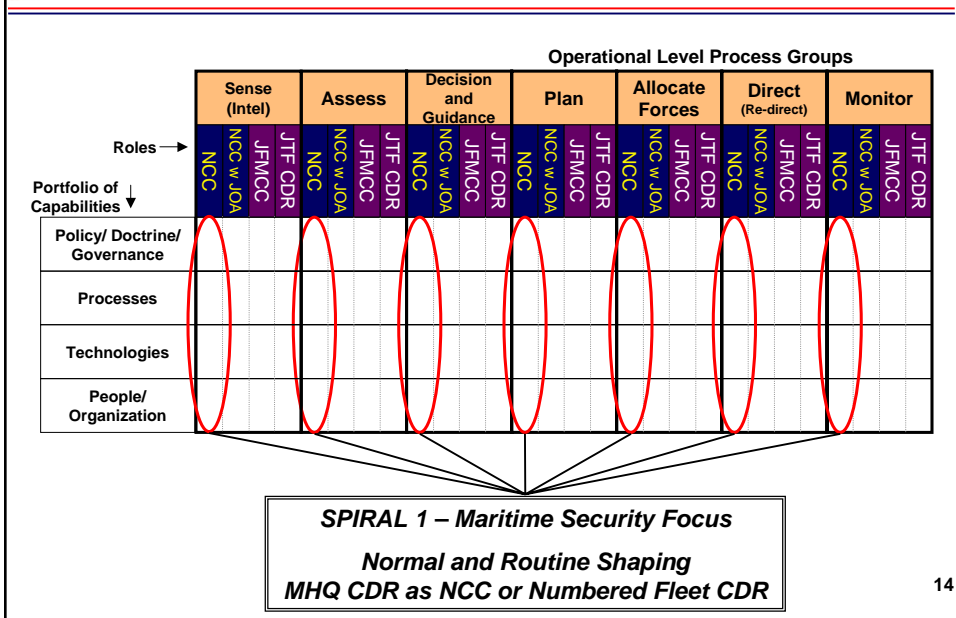 Operational Level Process Groups
Sense
(Intel)
Assess
Decision
and
Guidance
Plan
Allocate
Forces
Direct
(Re-direct)
Monitor
Roles →
NCC
NCC w JOA
JFMCC
JTF CDR
NCC
NCC w JOA
JFMCC
JTF CDR
NCC
NCC w JOA
JFMCC
JTF CDR
NCC
NCC w JOA
JFMCC
JTF CDR
NCC
NCC w JOA
JFMCC
JTF CDR
NCC
NCC w JOA
JFMCC
JTF CDR
NCC
NCC w JOA
JFMCC
JTF CDR
Portfolio of
Capabilities ↓
Policy/ Doctrine/
Governance
Processes
Technologies
People/
Organization
SPIRAL 1 – Maritime Security Focus
Normal and Routine Shaping
MHQ CDR as NCC or Numbered Fleet CDR
14